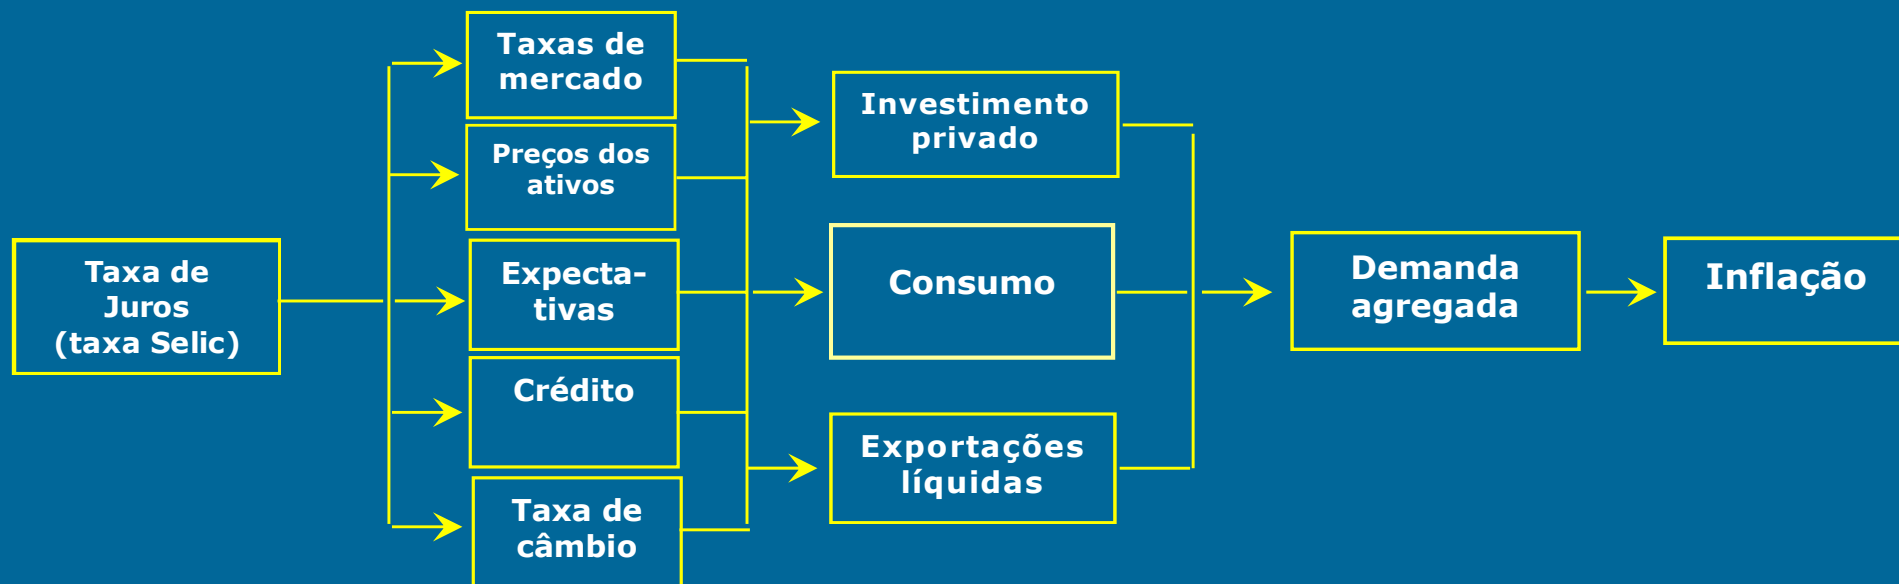 Taxa de
Juros
(taxa Selic)
Taxas de
mercado
Preços dos
ativos
Expecta-
tivas
Crédito
Taxa de
câmbio
Investimento
privado
Consumo
Exportações
líquidas
Demanda
agregada
Inflação